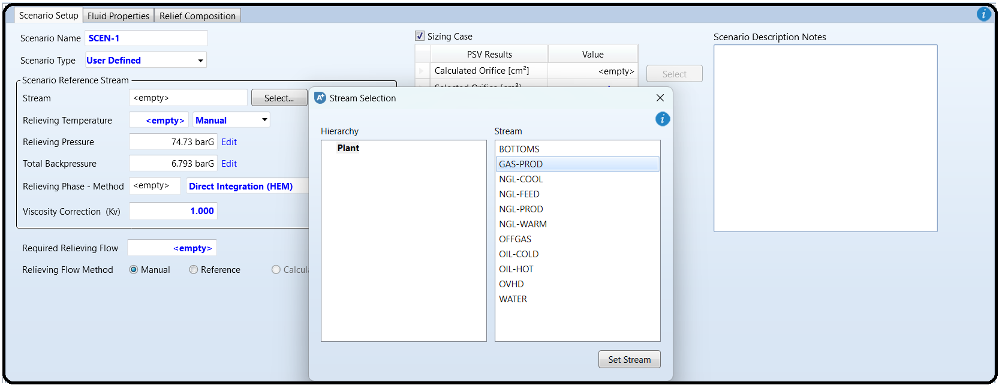 Scenario Setup Fluid Properties Relief Composition
Scenario Name SCEN-1
Scenario Type User Defined
Scenario Reference Stream
Stream <empty> Select...
Relieving Temperature <empty> Manual
Relieving Pressure 74.73 barG Edit
Total Backpressure 6.793 barG Edit
Relieving Phase - Method <empty> Direct Integration (HEM)
Viscosity Correction (Kv) 1.000
Required Relieving Flow <empty>
Relieving Flow Method Manual Reference Calcul
Sizing Case
PSV Results Value
Calculated Orifice [cm²] <empty>
Selected Orifice [cm²]
Select
Scenario Description Notes
A+ Stream Selection
Hierarchy
Plant
Stream
BOTTOMS
GAS-PROD
NGL-COOL
NGL-FEED
NGL-PROD
NGL-WARM
OFFGAS
OIL-COLD
OIL-HOT
OVHD
WATER
Set Stream